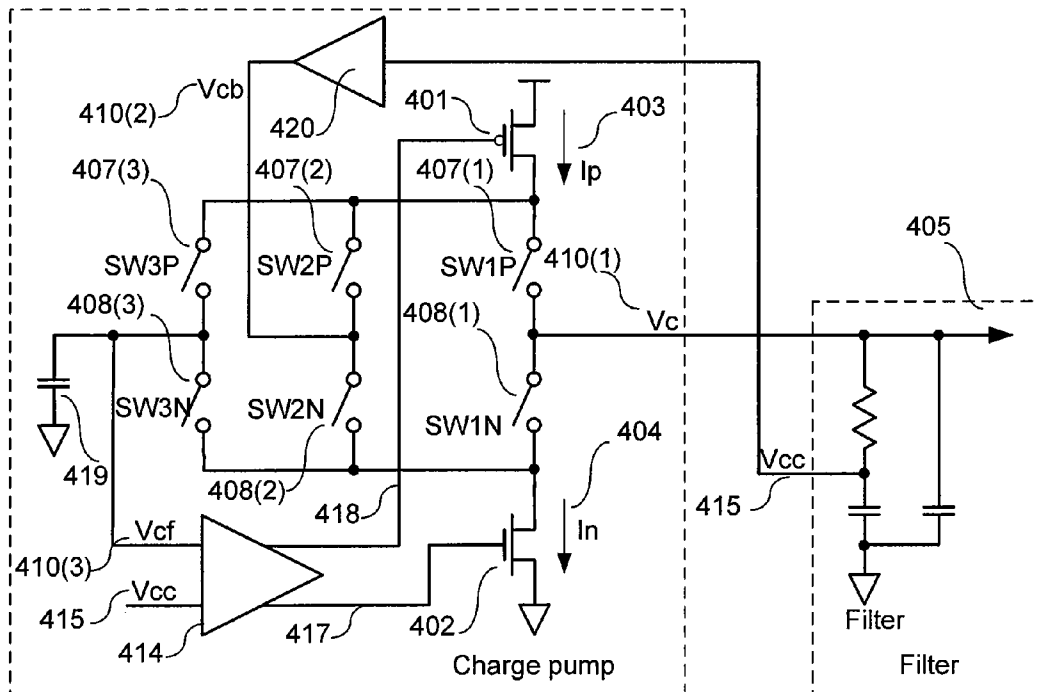 Vcb
410(2)
420
401
403
Ip
407(3)
407(2)
407(1)
405
SW3P
SW2P
SW1P
410(1)
408(3)
408(1)
Vc
SW3N
SW2N
SW1N
404
419
408(2)
418
Vcc
415
In
Vcf
410(3)
Vcc
415
414
417
402
Filter
Charge pump
Filter